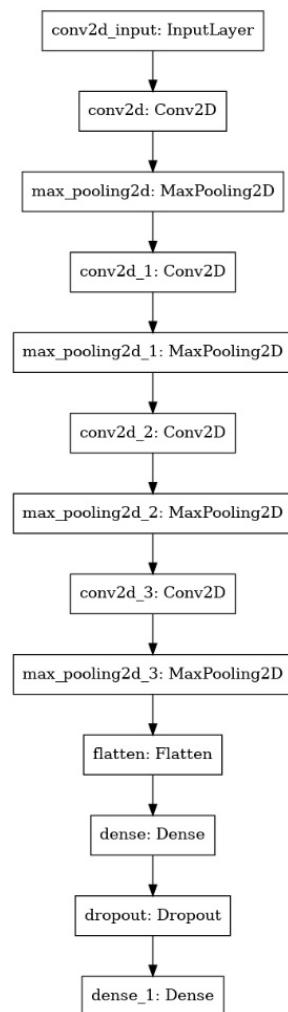 conv2d_input: InputLayer
conv2d: Conv2D
max_pooling2d: MaxPooling2D
conv2d_1: Conv2D
max_pooling2d_1: MaxPooling2D
conv2d_2: Conv2D
max_pooling2d_2: MaxPooling2D
conv2d_3: Conv2D
max_pooling2d_3: MaxPooling2D
flatten: Flatten
dense: Dense
dropout: Dropout
dense_1: Dense